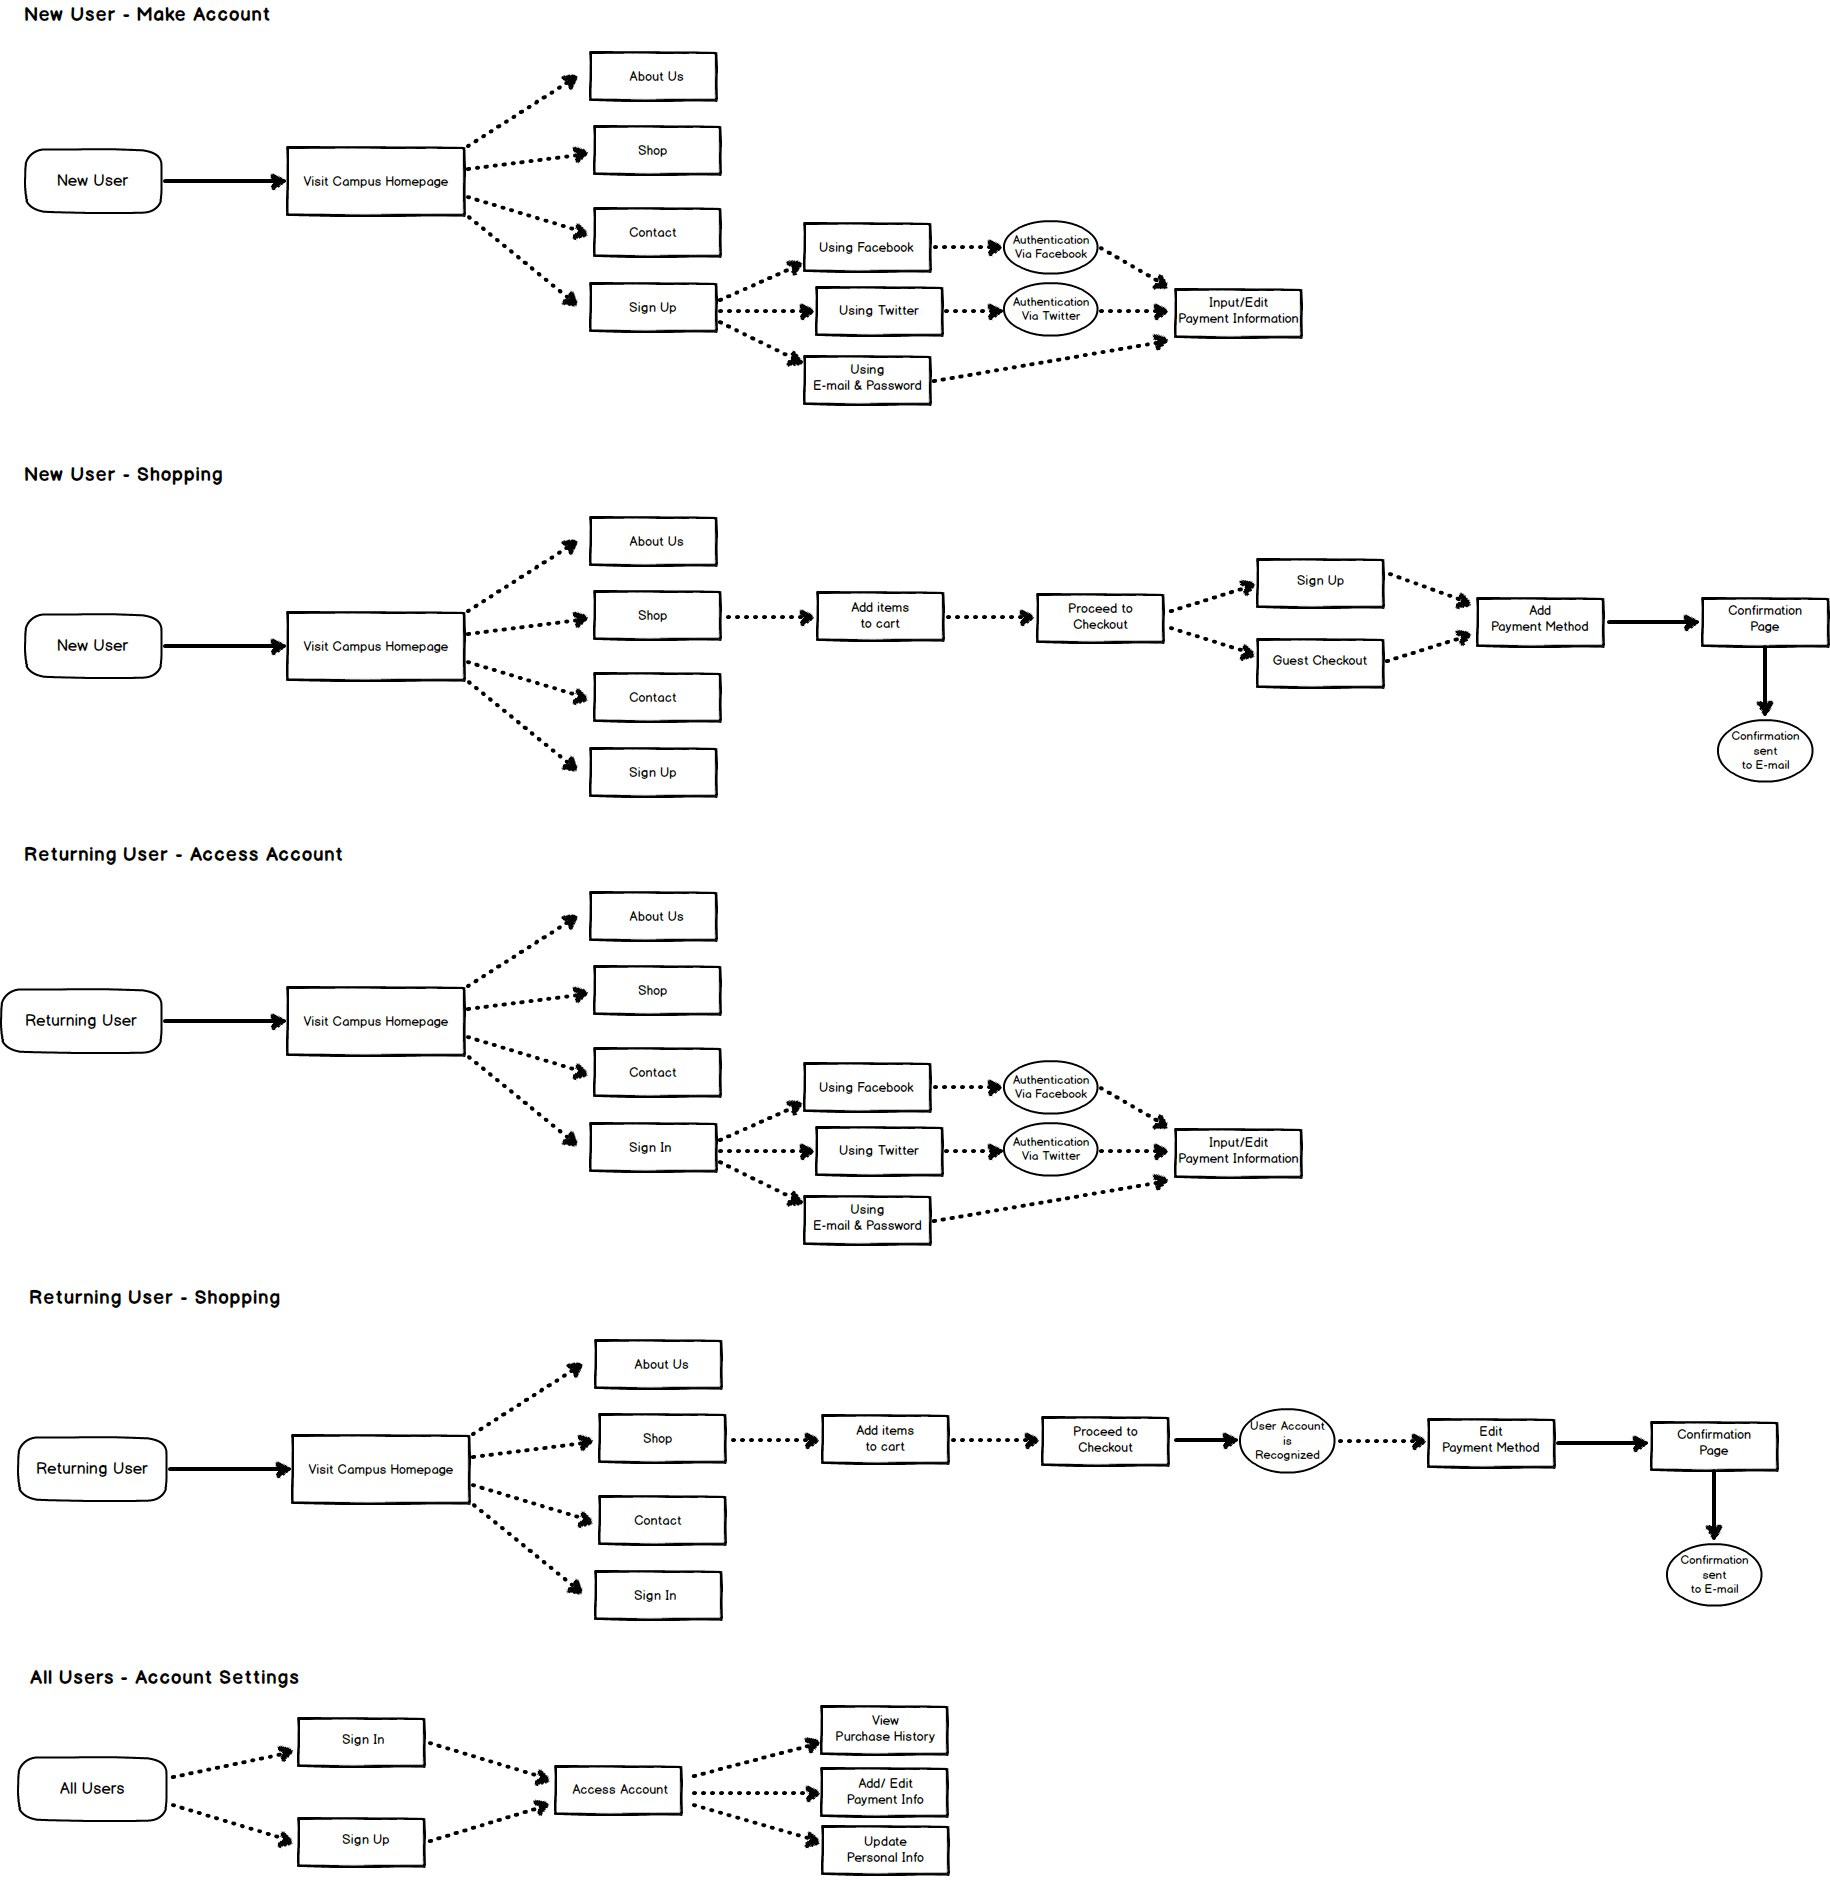 New User - Make Account
About Us
Shop
New User
Visit Campus Homepage
Contact
Sign Up
Using Facebook
Authentication
Via Facebook
Using Twitter
Authentication
Via Twitter
Using
E-mail & Password
Input/Edit
Payment Information
New User - Shopping
About Us
Shop
New User
Visit Campus Homepage
Contact
Sign Up
Add items
to cart
Proceed to
Checkout
Sign Up
Guest Checkout
Add
Payment Method
Confirmation
Page
Confirmation
sent
to E-mail
Returning User - Access Account
About Us
Shop
Returning User
Visit Campus Homepage
Contact
Sign In
Using Facebook
Authentication
Via Facebook
Using Twitter
Authentication
Via Twitter
Using
E-mail & Password
Input/Edit
Payment Information
Returning User - Shopping
About Us
Shop
Returning User
Visit Campus Homepage
Contact
Sign In
Add items
to cart
Proceed to
Checkout
User Account
is
Recognized
Edit
Payment Method
Confirmation
Page
Confirmation
sent
to E-mail
All Users - Account Settings
All Users
Sign In
Sign Up
Access Account
View
Purchase History
Add/ Edit
Payment Info
Update
Personal Info